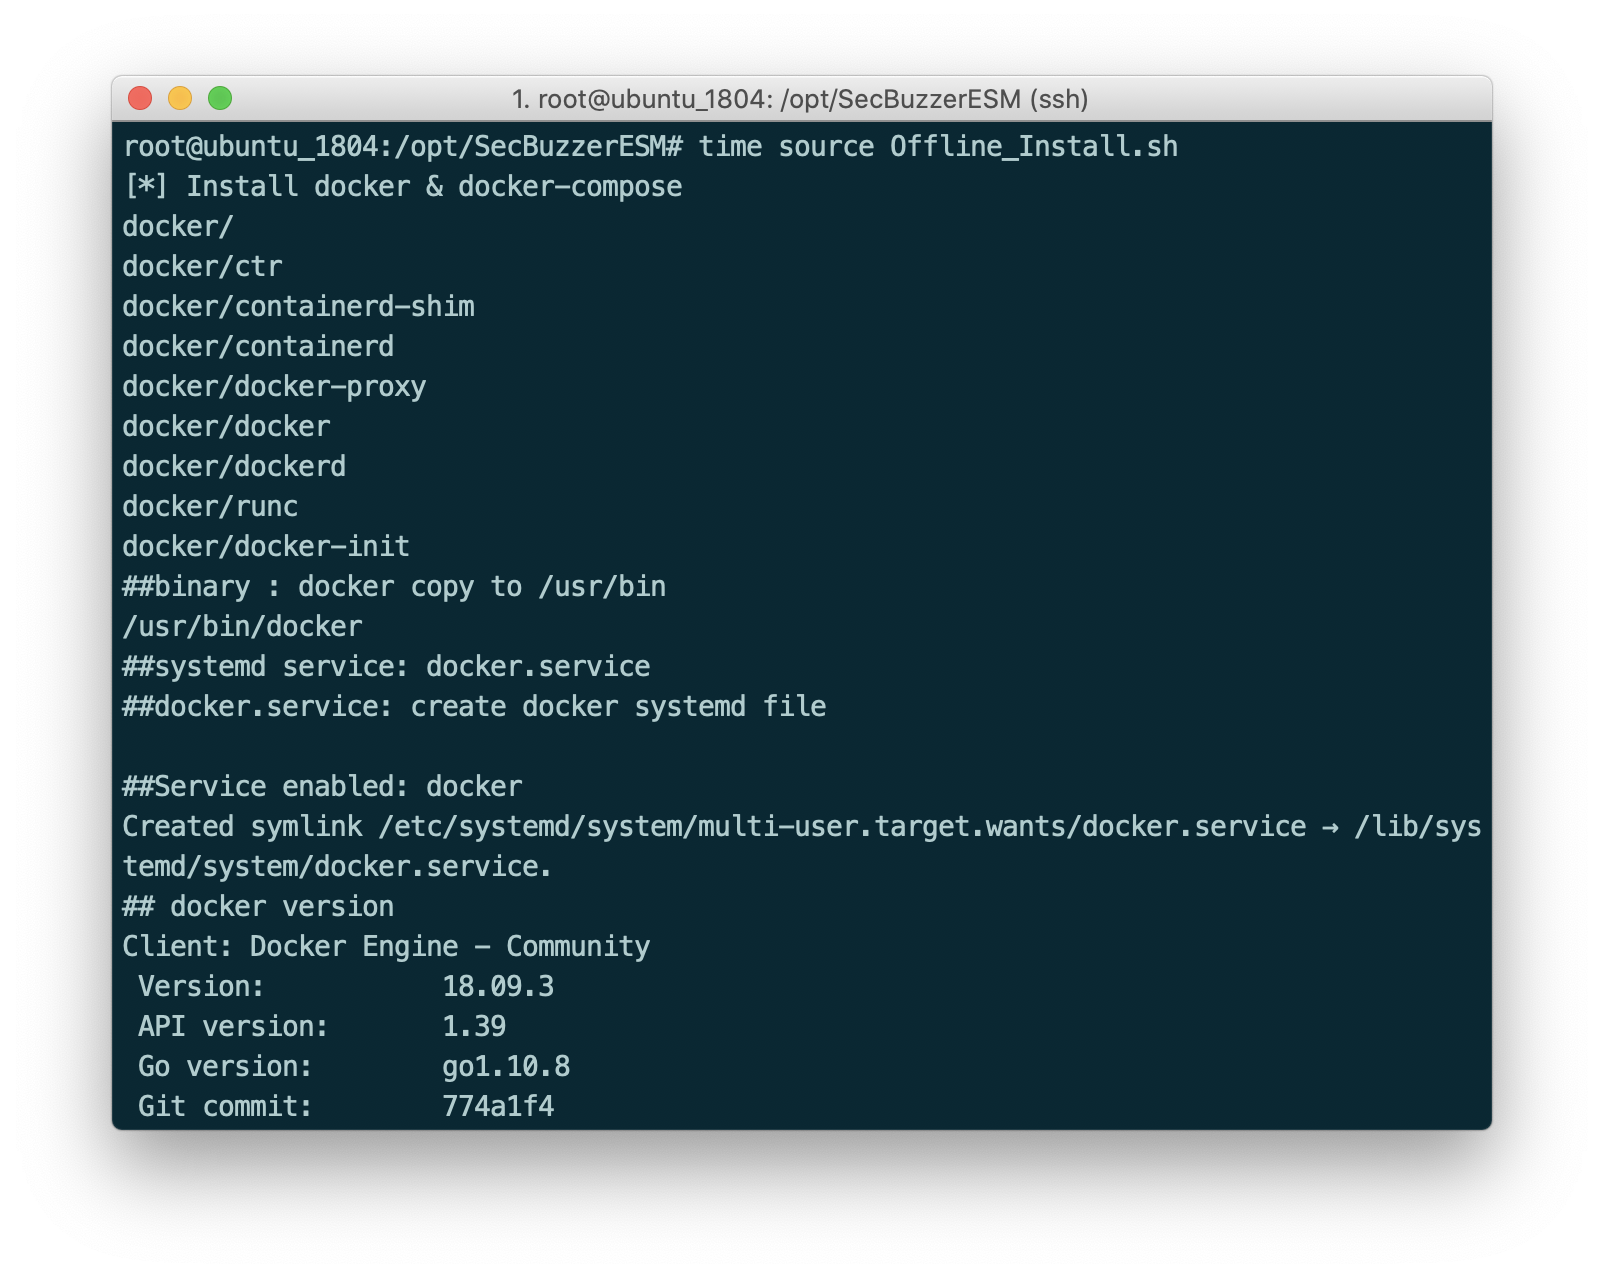 1. root@ubuntu_1804: /opt/SecBuzzerESM (ssh)
root@ubuntu_1804:/opt/SecBuzzerESM# time source Offline_Install.sh
[*] Install docker & docker-compose
docker/
docker/ctr
docker/containerd-shim
docker/containerd
docker/docker-proxy
docker/docker
docker/dockerd
docker/runc
docker/docker-init
##binary : docker copy to /usr/bin
/usr/bin/docker
##systemd service: docker.service
##docker.service: create docker systemd file
##Service enabled: docker
Created symlink /etc/systemd/system/multi-user.target.wants/docker.service → /lib/sys
temd/system/docker.service.
## docker version
Client: Docker Engine - Community
 Version:           18.09.3
 API version:       1.39
 Go version:        go1.10.8
 Git commit:        774a1f4